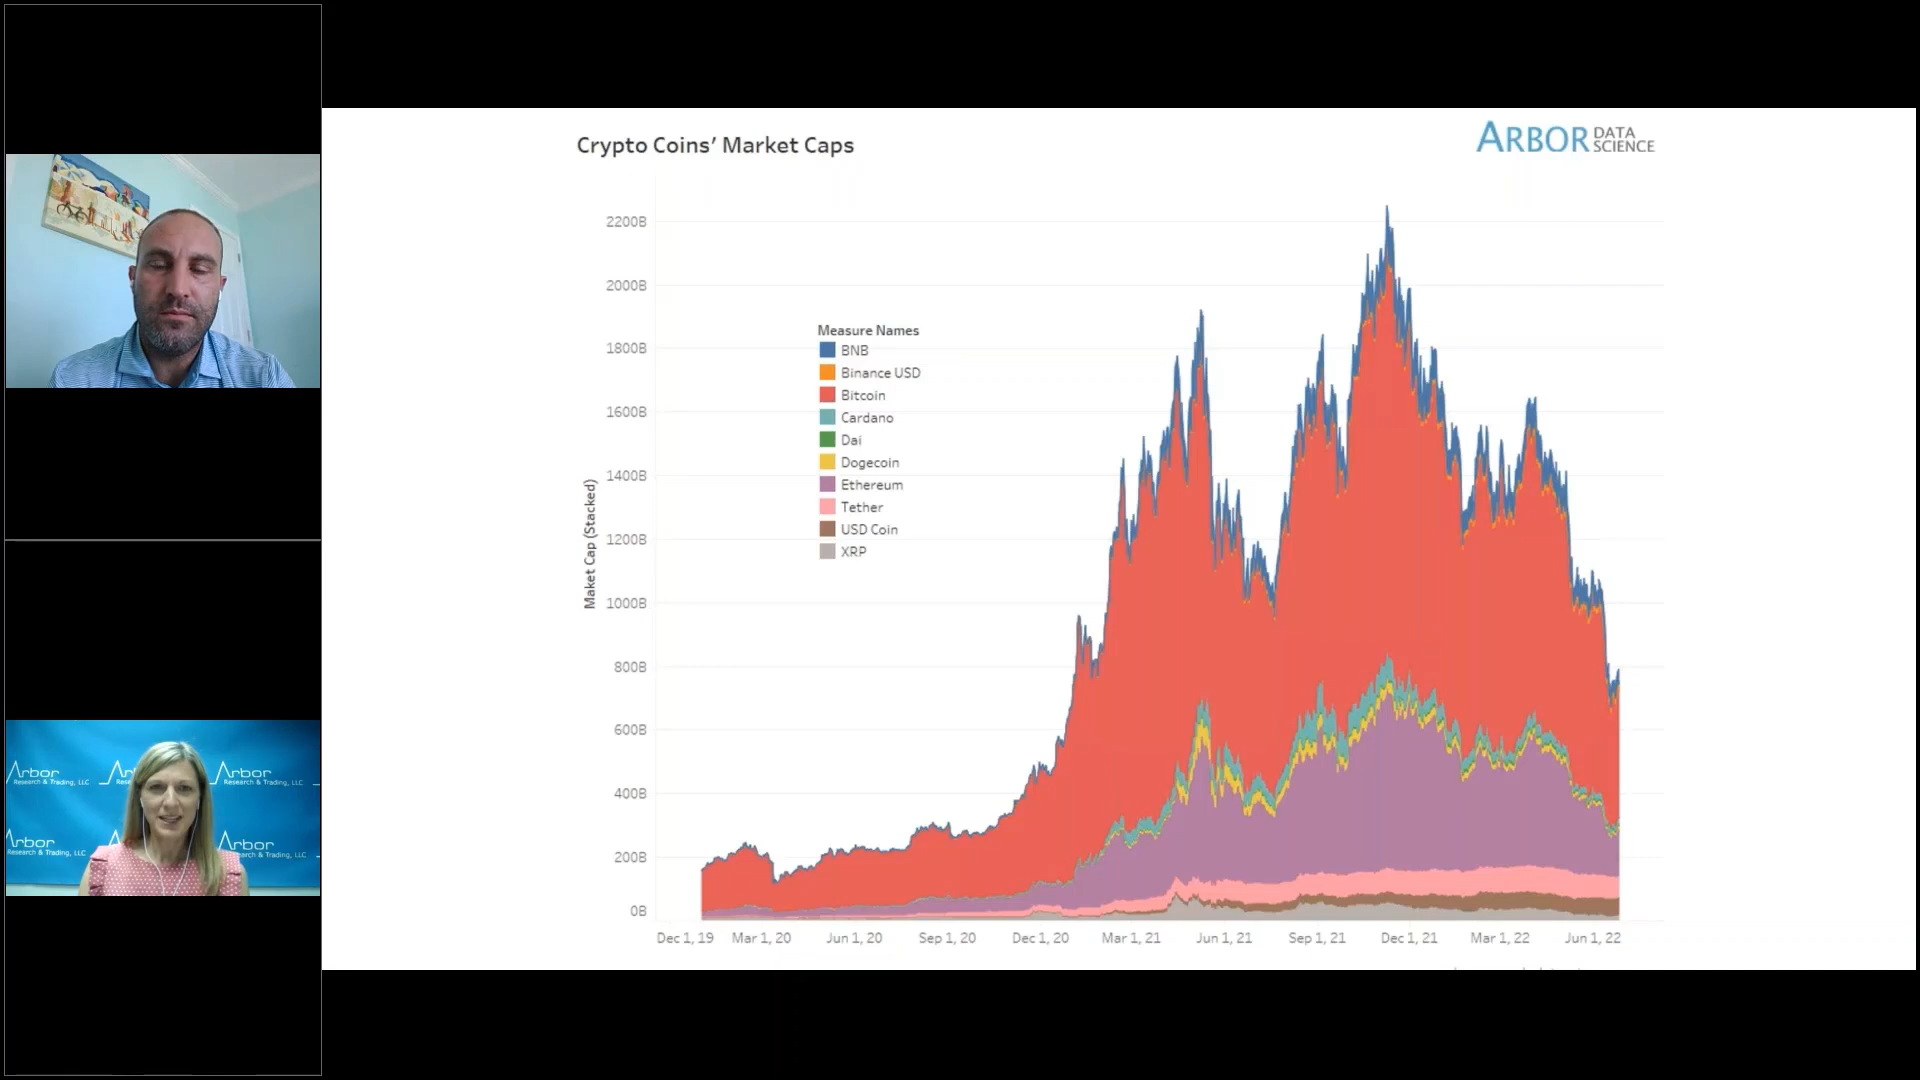 Crypto Coins’ Market Caps
ARBOR DATA SCIENCE
Measure Names
BNB
Binance USD
Bitcoin
Cardano
Dai
Dogecoin
Ethereum
Tether
USD Coin
XRP
Maket Cap (Stacked)
2200B
2000B
1800B
1600B
1400B
1200B
1000B
800B
600B
400B
200B
0B
Dec 1, 19 Mar 1, 20 Jun 1, 20 Sep 1, 20 Dec 1, 20 Mar 1, 21 Jun 1, 21 Sep 1, 21 Dec 1, 21 Mar 1, 22 Jun 1, 22
Arbor Ar Arbor
Research & Trading, LLC Rese Research & Trading, LLC
Arbor Arbor
Research & Trading, LLC arch & Trading, LLC